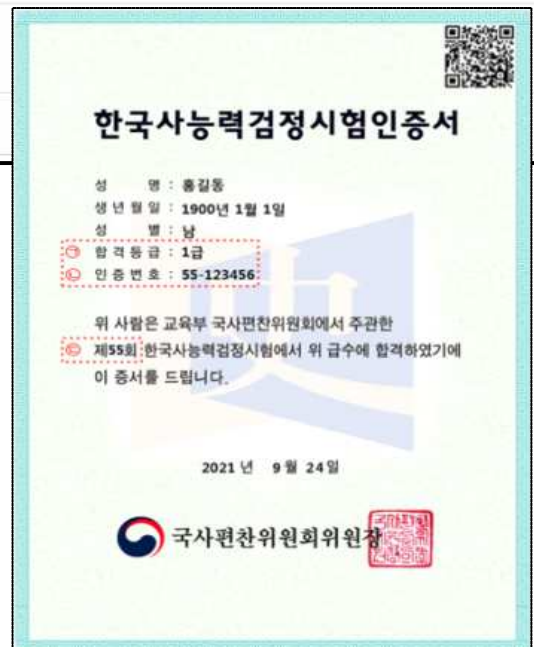 한국사능력검정시험인증서
성 명 : 홍길동
생년월일 : 1900년 1월 1일
성 별 : 남
㉠ 합격등급 : 1급
㉡ 인증번호 : 55-123456
위 사람은 교육부 국사편찬위원회에서 주관한
㉢ 제55회 한국사능력검정시험에서 위 급수에 합격하였기에
이 증서를 드립니다.
史
2021 년 9 월 24 일
국사편찬위원회위원장